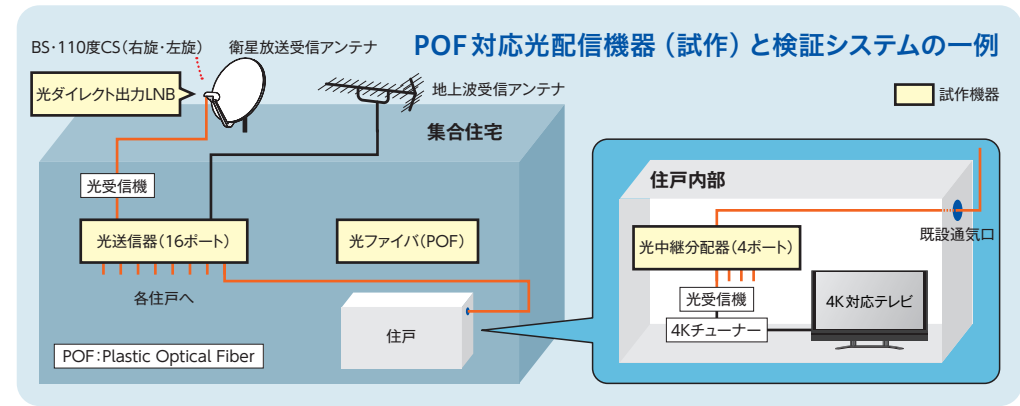 POF対応光配信機器（試作）と検証システムの一例
BS・110度CS（右旋・左旋）
衛星放送受信アンテナ
光ダイレクト出力LNB
地上波受信アンテナ
試作機器
集合住宅
光受信機
光送信器（16ポート）
光ファイバ（POF）
各住戸へ
住戸
POF：Plastic Optical Fiber
住戸内部
既設通気口
光中継分配器（4ポート）
光受信機
4Kチューナー
4K対応テレビ